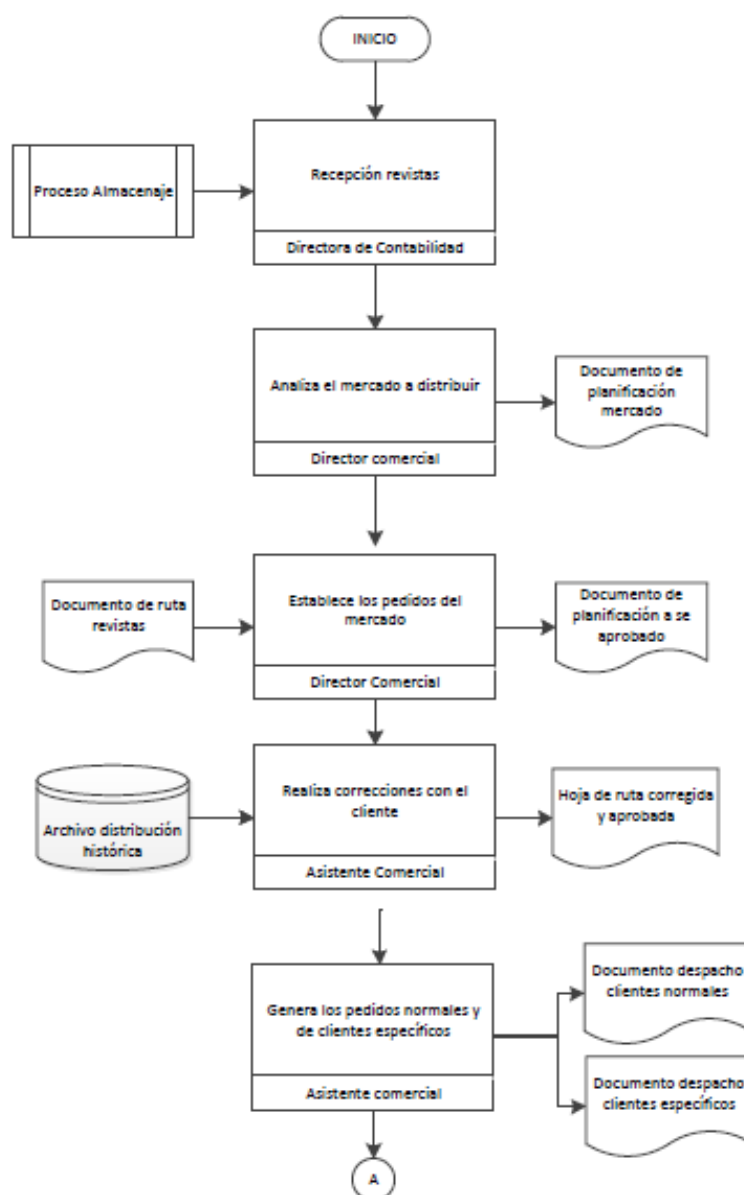 INICIO
Proceso Almacenaje
Recepción revistas
Directora de Contabilidad
Analiza el mercado a distribuir
Director comercial
Documento de
planificación
mercado
Documento de ruta
revistas
Establece los pedidos del
mercado
Director Comercial
Documento de
planificación a se
aprobado
Archivo distribución
histórica
Realiza correcciones con el
cliente
Asistente Comercial
Hoja de ruta corregida
y aprobada
Genera los pedidos normales y
de clientes específicos
Asistente comercial
Documento despacho
clientes normales
Documento despacho
clientes específicos
A